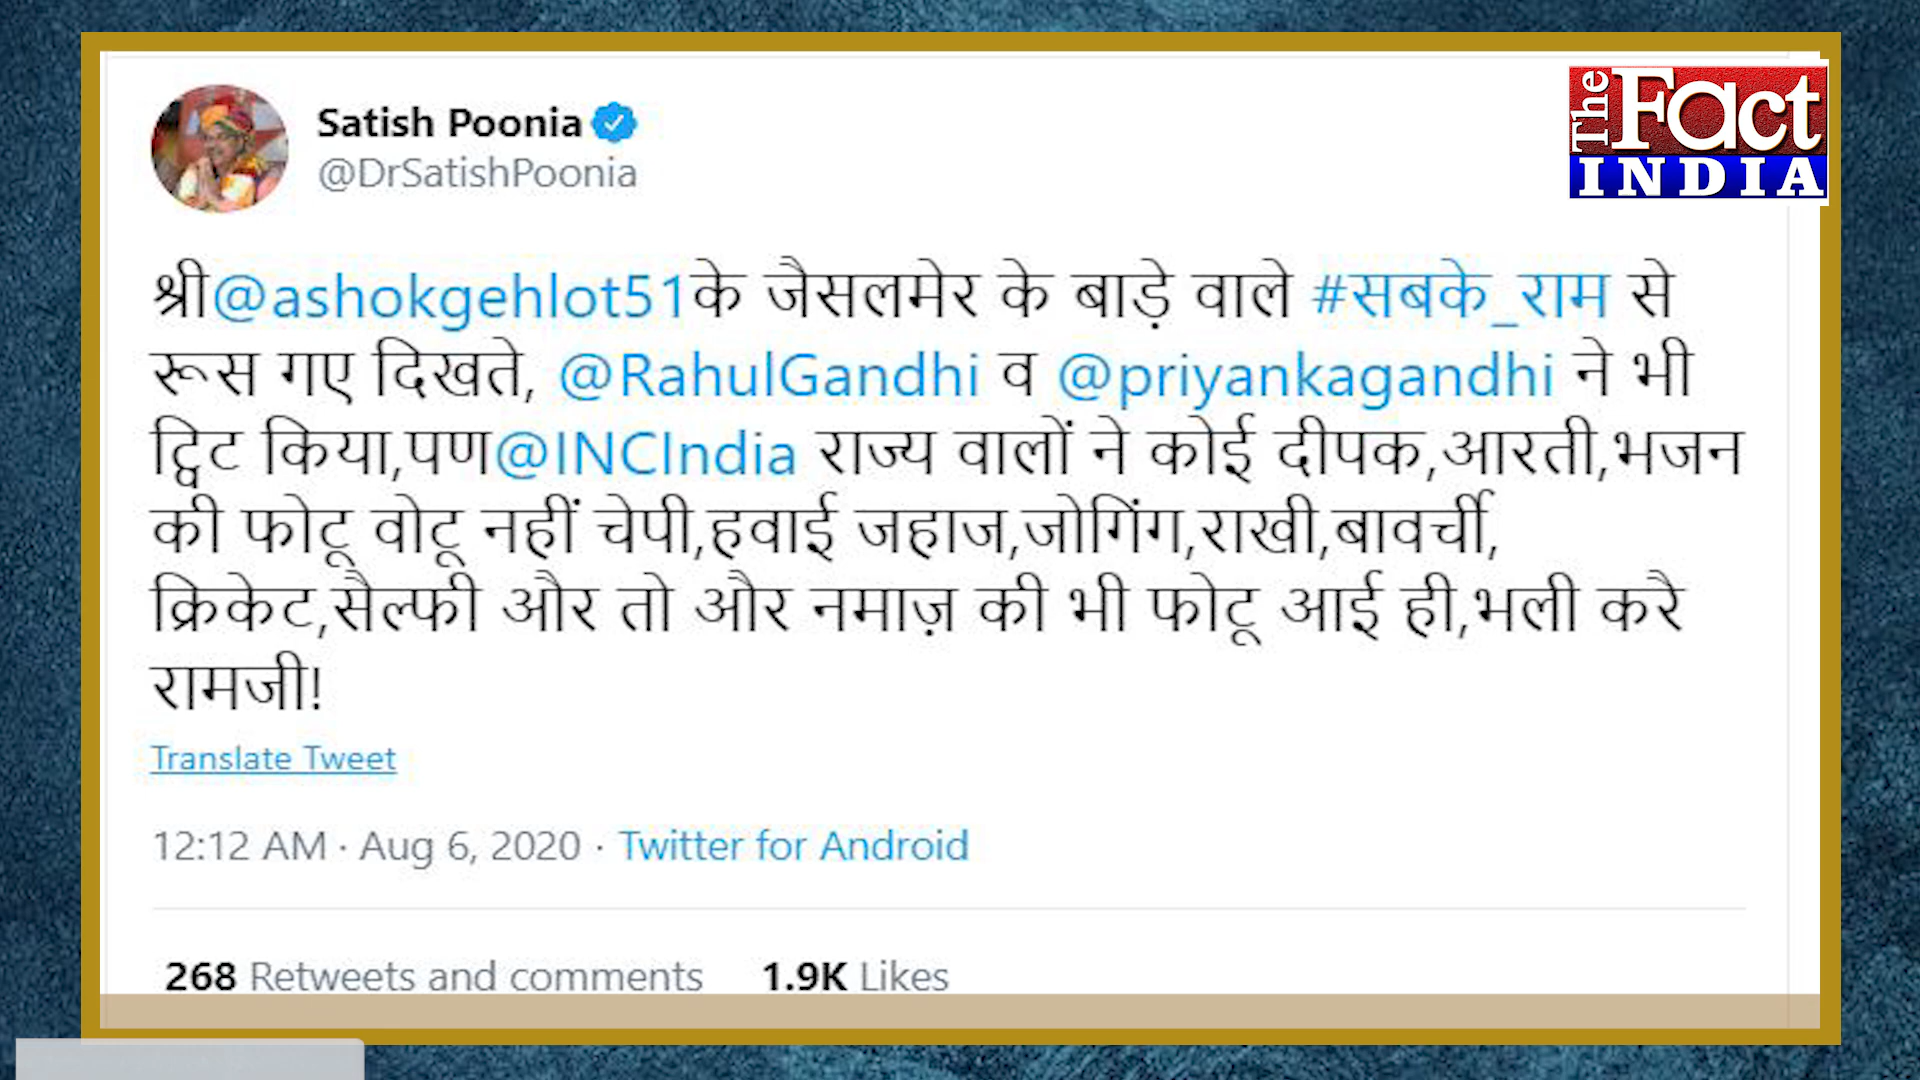 Satish Poonia
@DrSatishPoonia
The Fact
INDIA
श्री@ashokgehlot51के जैसलमेर के बाड़े वाले #सबके_राम से
रूस गए दिखते, @RahulGandhi व @priyankagandhi ने भी
ट्विट किया,पण@INCIndia राज्य वालों ने कोई दीपक,आरती,भजन
की फोटू वोटू नहीं चेपी,हवाई जहाज,जोगिंग,राखी,बावर्ची,
क्रिकेट,सैल्फी और तो और नमाज़ की भी फोटू आई ही,भली करै
रामजी!
Translate Tweet
12:12 AM · Aug 6, 2020 · Twitter for Android
268 Retweets and comments 1.9K Likes